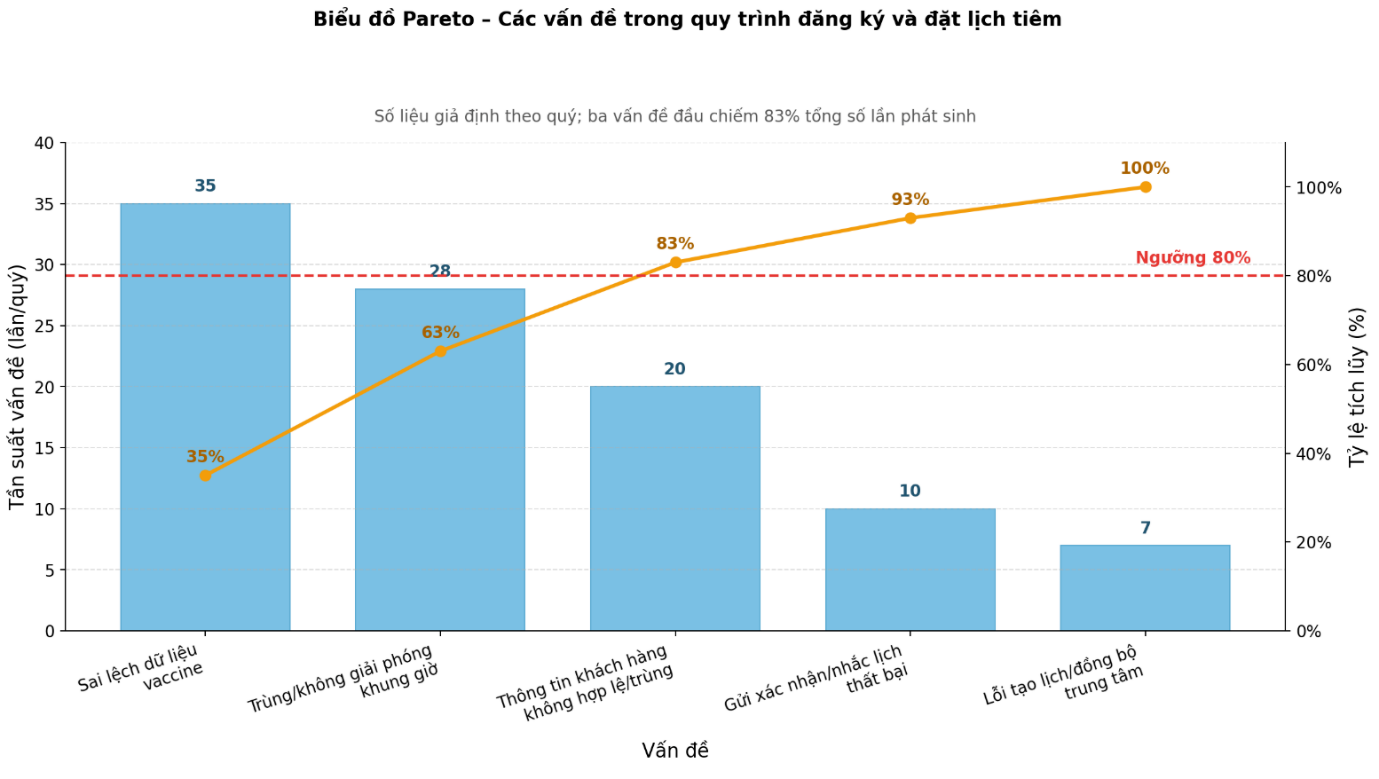 Biểu đồ Pareto – Các vấn đề trong quy trình đăng ký và đặt lịch tiêm
Số liệu giả định theo quý; ba vấn đề đầu chiếm 83% tổng số lần phát sinh
Tần suất vấn đề (lần/quý)
40
35
30
25
20
15
10
5
0
35
28
20
10
7
35%
63%
83%
93%
100%
Ngưỡng 80%
100%
80%
60%
40%
20%
0%
Tỷ lệ tích lũy (%)
Sai lệch dữ liệu
vaccine
Trùng/không giải phóng
khung giờ
Thông tin khách hàng
không hợp lệ/trùng
Gửi xác nhận/nhắc lịch
thất bại
Lỗi tạo lịch/đồng bộ
trung tâm
Vấn đề